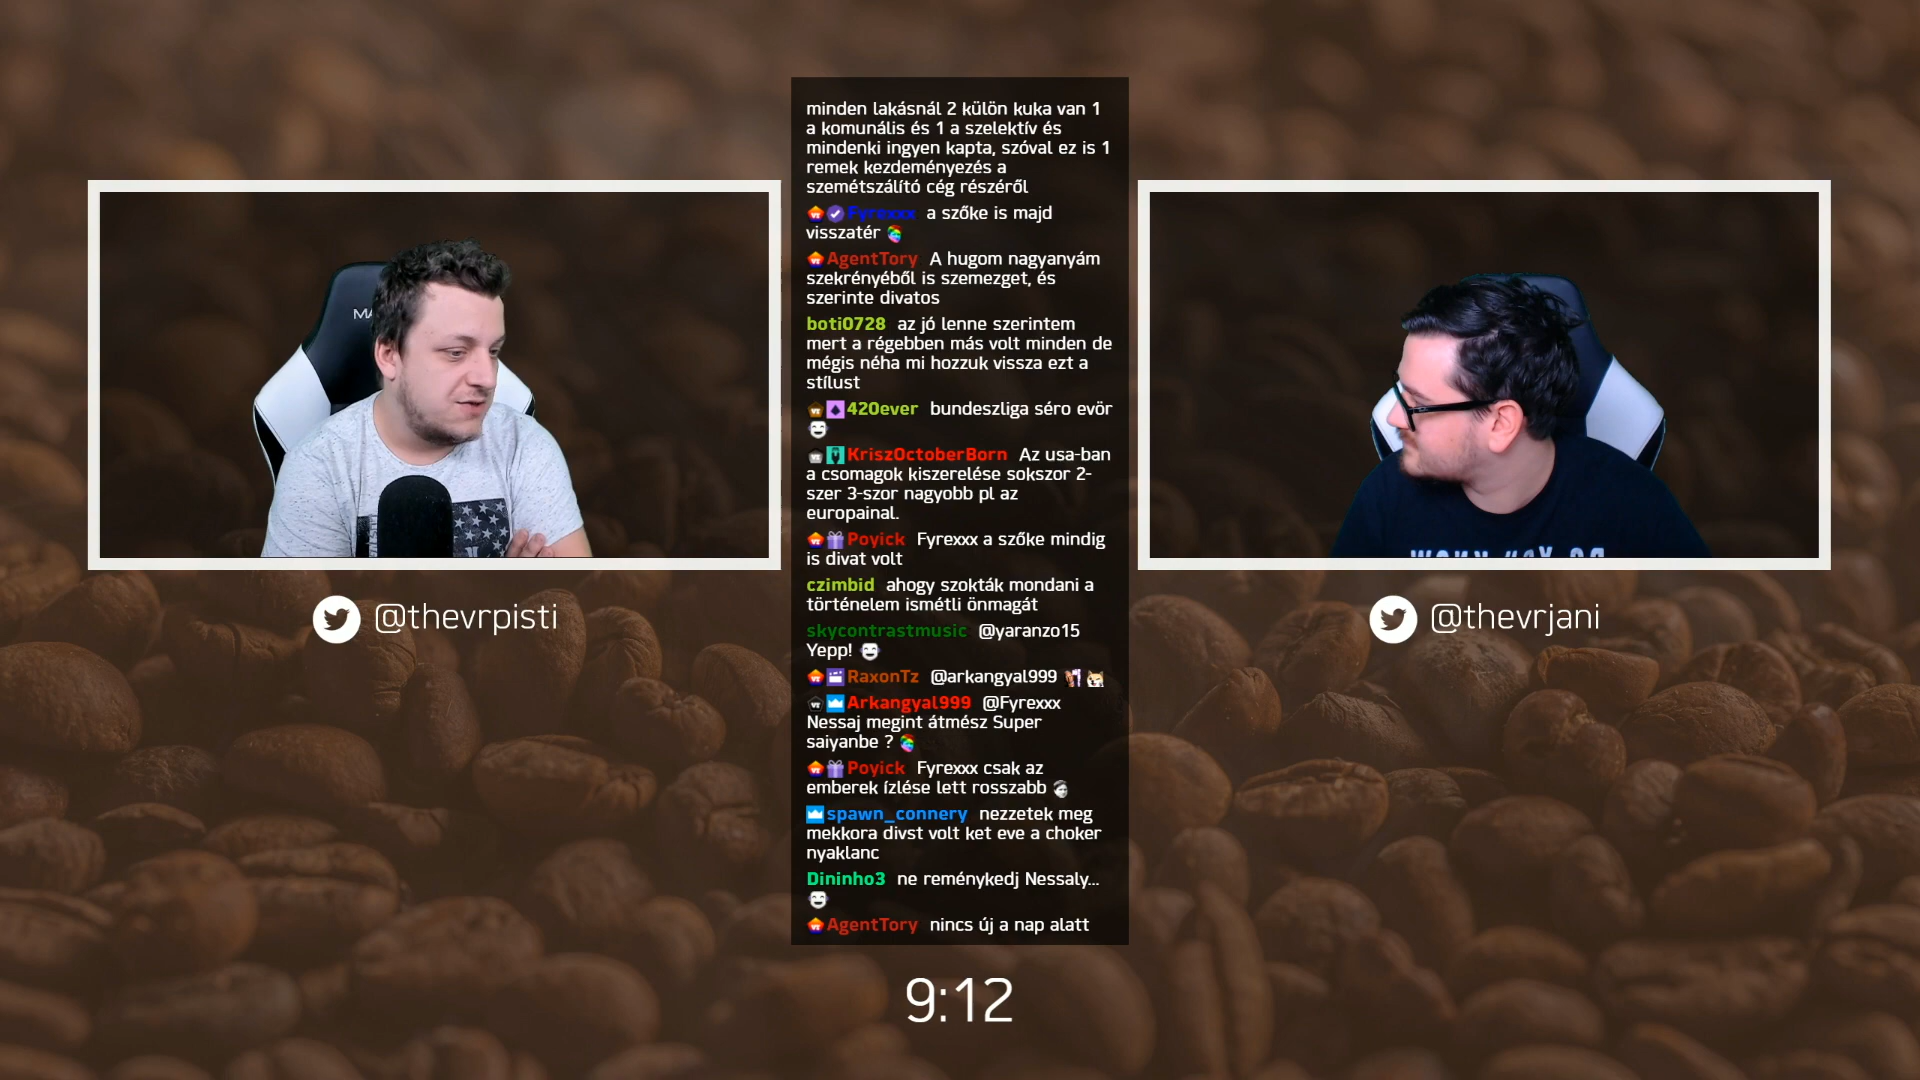 minden lakásnál 2 külön kuka van 1
a komunális és 1 a szelektív és
mindenki ingyen kapta, szóval ez is 1
remek kezdeményezés a
szemétszálító cég részéről
Fyrexxx a szőke is majd
visszatér
AgentTory A hugom nagyanyám
szekrényéből is szemezget, és
szerinte divatos
boti0728 az jó lenne szerintem
mert a régebben más volt minden de
mégis néha mi hozzuk vissza ezt a
stílust
420ever bundeszliga séro evör
KriszOctoberBorn Az usa-ban
a csomagok kiszerelése sokszor 2-
szer 3-szor nagyobb pl az
europainal.
Poyick Fyrexxx a szőke mindig
is divat volt
czimbid ahogy szokták mondani a
történelem ismétli önmagát
skycontrastmusic @yaranzo15
Yepp!
RaxonTz @arkangyal999
Arkangyal999 @Fyrexxx
Nessaj megint átmész Super
saiyanbe ?
Poyick Fyrexxx csak az
emberek ízlése lett rosszabb
spawn_connery nezzetek meg
mekkora divst volt ket eve a choker
nyaklanc
Dininho3 ne reménykedj Nessaly...
AgentTory nincs új a nap alatt
@thevrpisti
@thevrjani
9:12